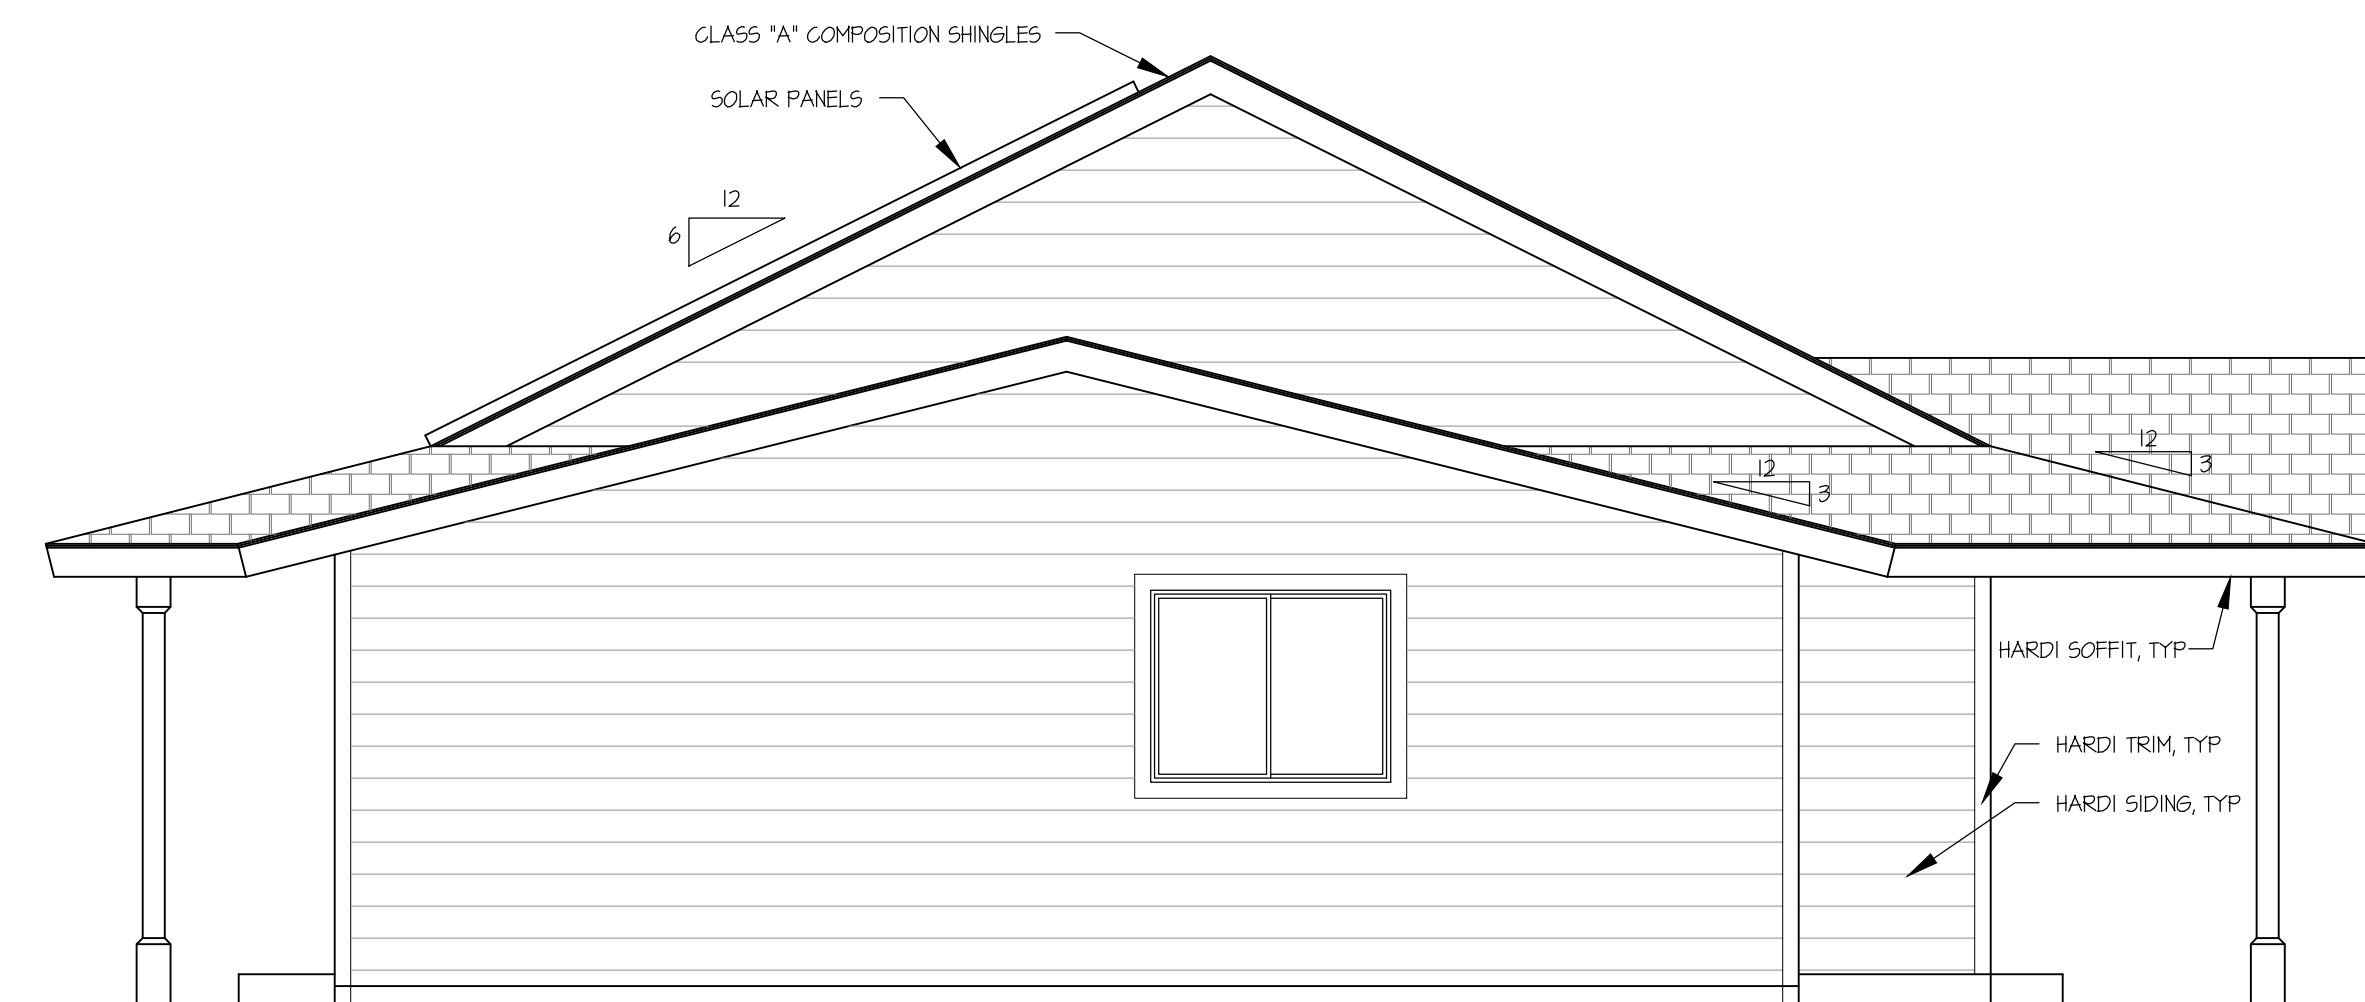 CLASS "A" COMPOSITION SHINGLES
SOLAR PANELS
12
6
12
3
12
3
HARDI SOFFIT, TYP
HARDI TRIM, TYP
HARDI SIDING, TYP